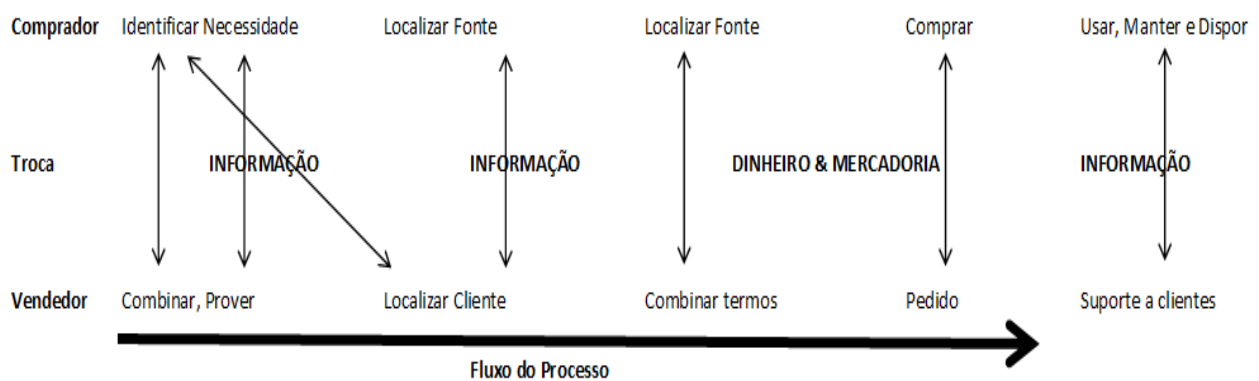 Comprador Identificar Necessidade Localizar Fonte Localizar Fonte Comprar Usar, Manter e Dispor
Troca INFORMAÇÃO INFORMAÇÃO DINHEIRO & MERCADORIA INFORMAÇÃO
Vendedor Combinar, Prover Localizar Cliente Combinar termos Pedido Suporte a clientes
Fluxo do Processo